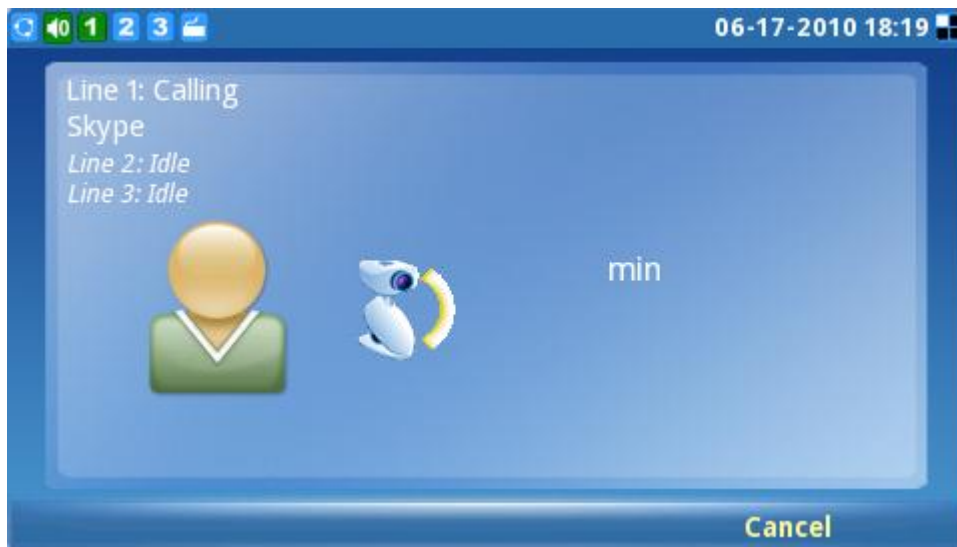 1 2 3 06-17-2010 18:19
Line 1: Calling
Skype
Line 2: Idle
Line 3: Idle
min
Cancel